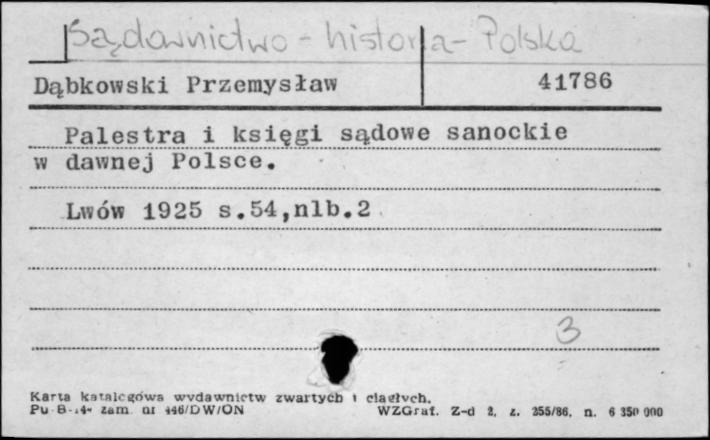 Sądownictwo - historia - Polska
Dąbkowski Przemysław 41786
Palestra i księgi sądowe sanockie
w dawnej Polsce.
Lwów 1925 s.54,nlb.2
3
Karta katalogowa wydawnictw zwartych i ciągłych.
Pu-B-14- zam. nr 446/DW/ON WZGraf. Z-d 2, z. 255/86, n. 6 350 000